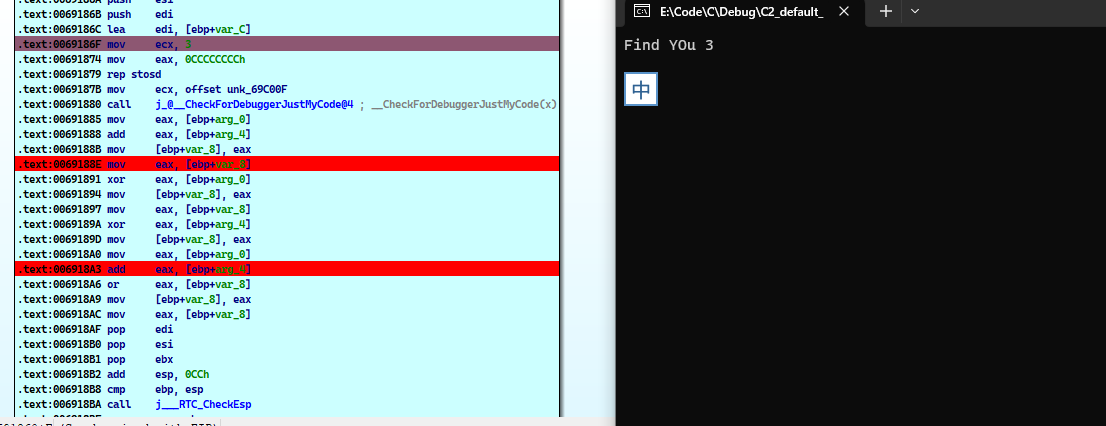 .text:0069186B push    edi
.text:0069186C lea     edi, [ebp+var_C]
.text:0069186F mov     ecx, 3
.text:00691874 mov     eax, 0CCCCCCCCh
.text:00691879 rep stosd
.text:0069187B mov     ecx, offset unk_69C00F
.text:00691880 call    j_@__CheckForDebuggerJustMyCode@4 ; __CheckForDebuggerJustMyCode(x)
.text:00691885 mov     eax, [ebp+arg_0]
.text:00691888 add     eax, [ebp+arg_4]
.text:0069188B mov     [ebp+var_8], eax
.text:0069188E mov     eax, [ebp+var_8]
.text:00691891 xor     eax, [ebp+arg_0]
.text:00691894 mov     [ebp+var_8], eax
.text:00691897 mov     eax, [ebp+var_8]
.text:0069189A xor     eax, [ebp+arg_4]
.text:0069189D mov     [ebp+var_8], eax
.text:006918A0 mov     eax, [ebp+arg_0]
.text:006918A3 add     eax, [ebp+arg_4]
.text:006918A6 or      eax, [ebp+var_8]
.text:006918A9 mov     [ebp+var_8], eax
.text:006918AC mov     eax, [ebp+var_8]
.text:006918AF pop     edi
.text:006918B0 pop     esi
.text:006918B1 pop     ebx
.text:006918B2 add     esp, 0CCh
.text:006918B8 cmp     ebp, esp
.text:006918BA call    j___RTC_CheckEsp
E:\Code\C\Debug\C2_default_
Find YOu 3
中